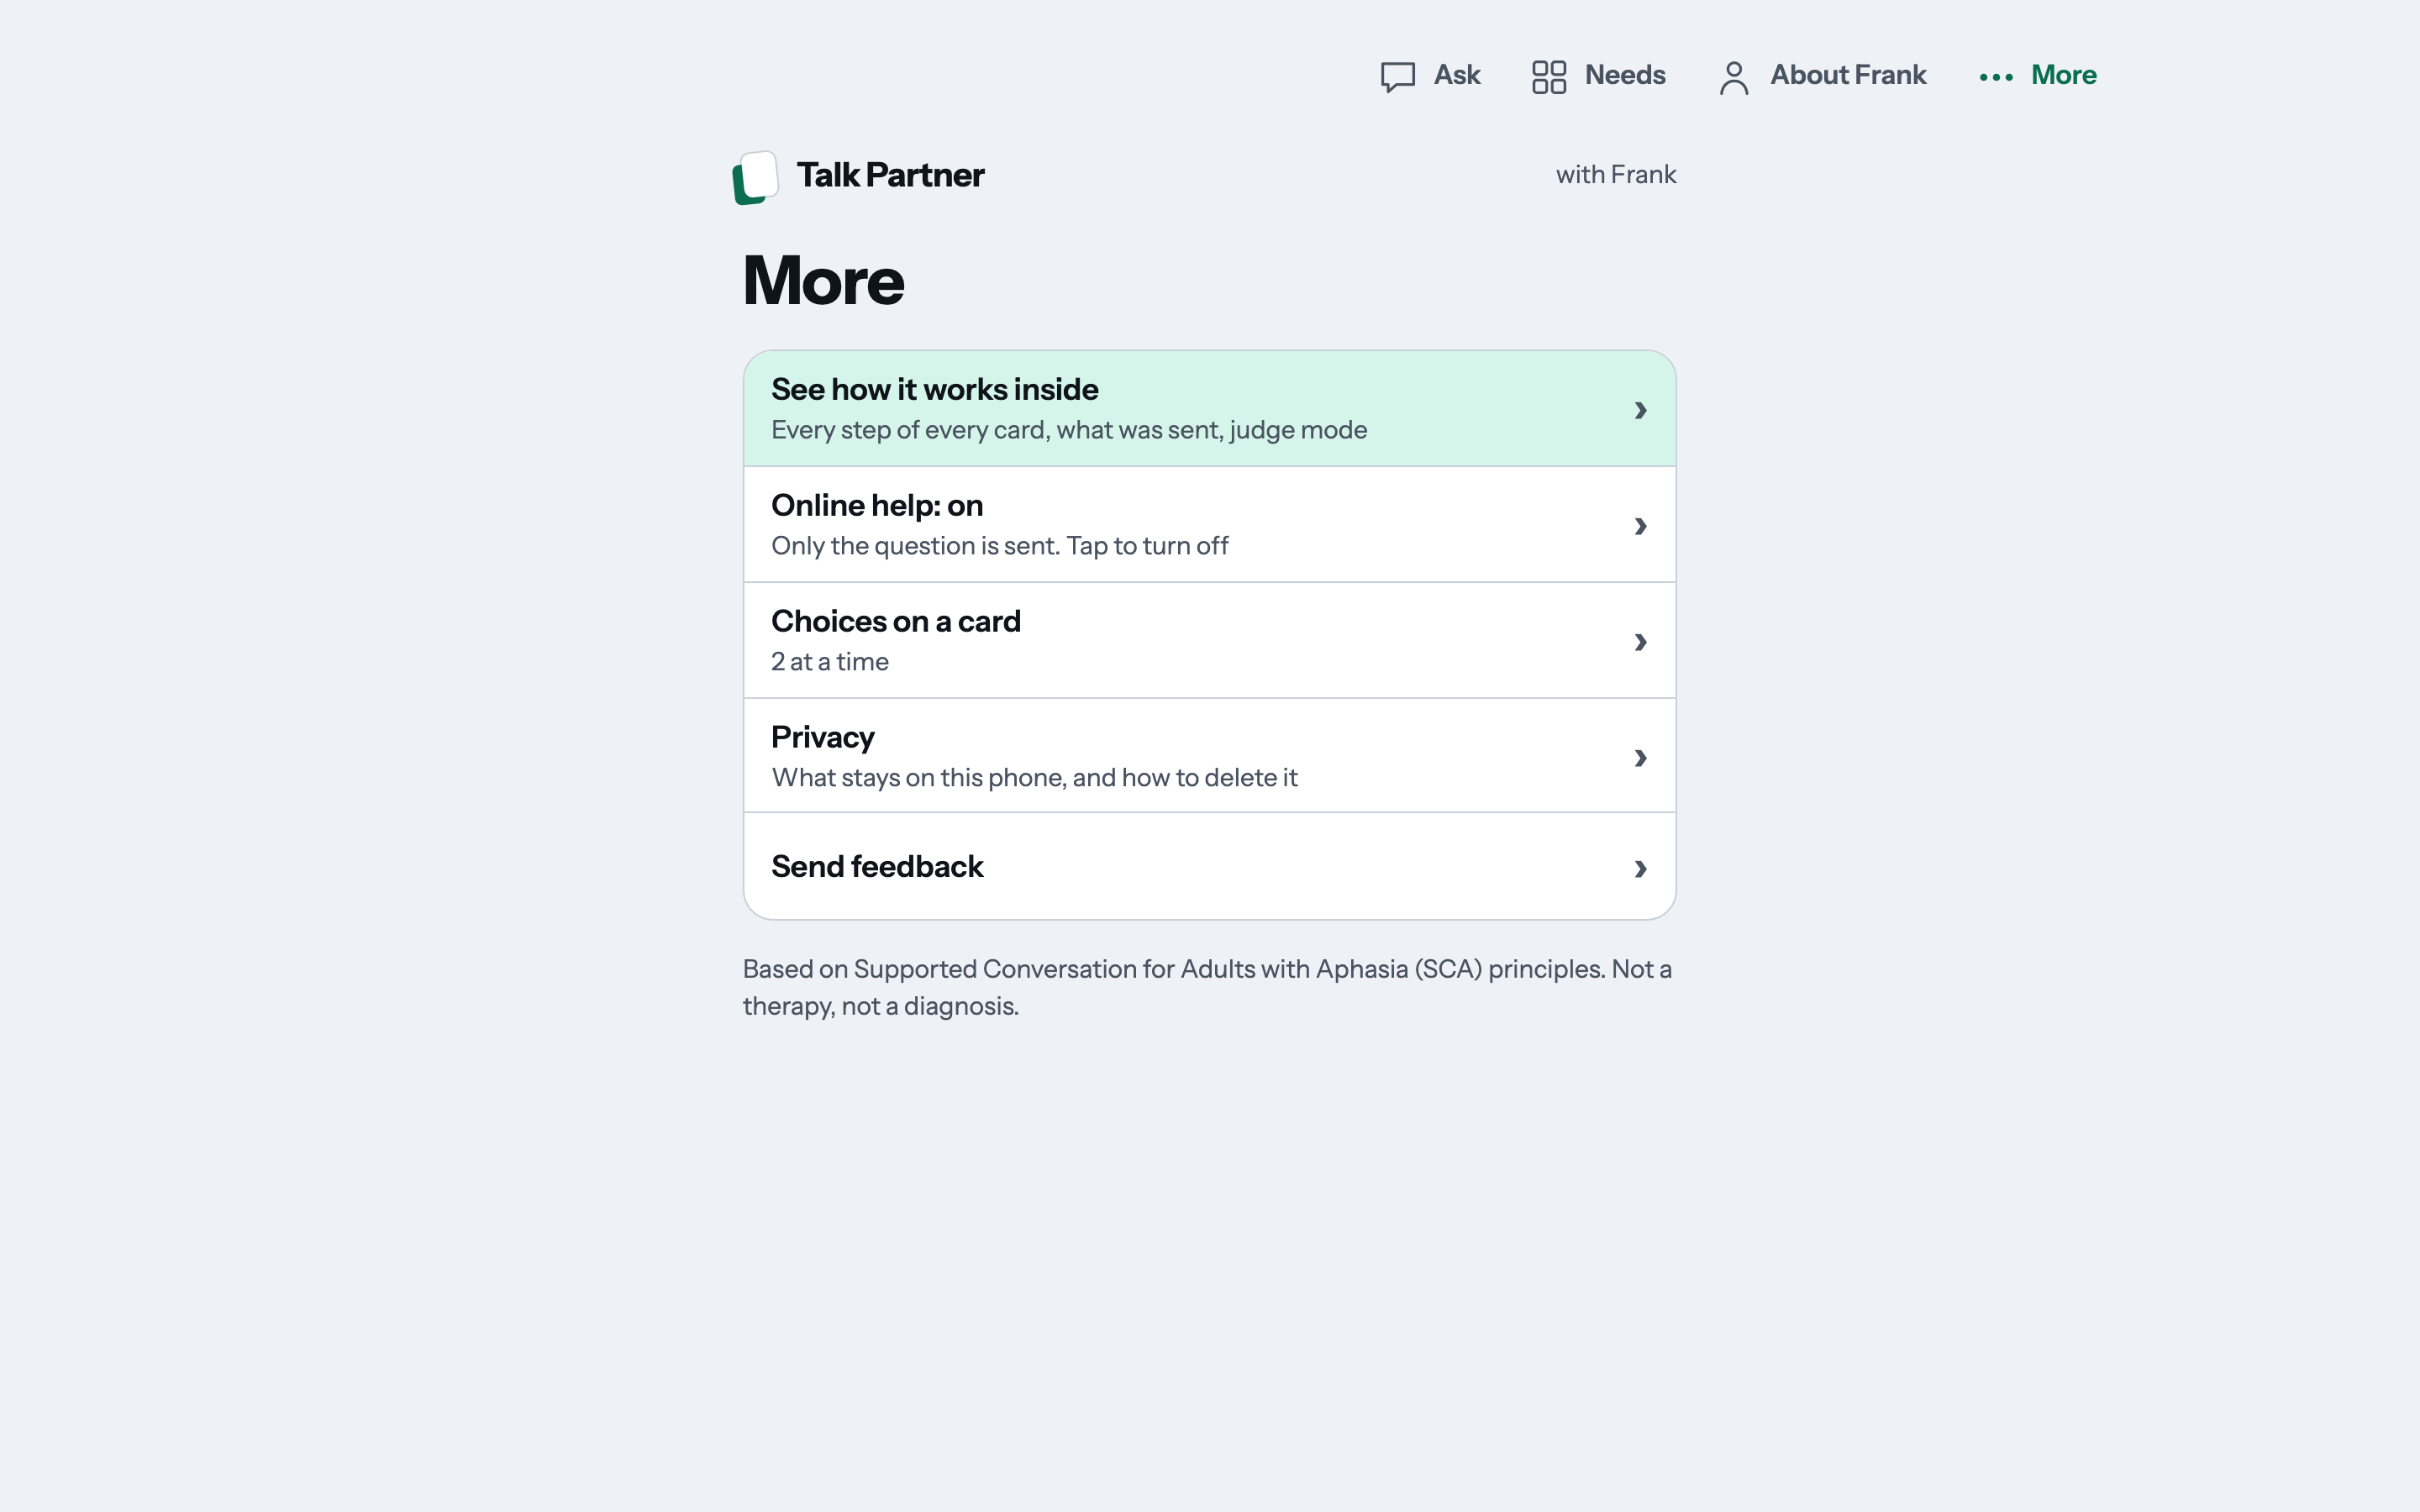 Ask
Needs
About Frank
More
Talk Partner
with Frank
More
See how it works inside
Every step of every card, what was sent, judge mode
Online help: on
Only the question is sent. Tap to turn off
Choices on a card
2 at a time
Privacy
What stays on this phone, and how to delete it
Send feedback
Based on Supported Conversation for Adults with Aphasia (SCA) principles. Not a
therapy, not a diagnosis.